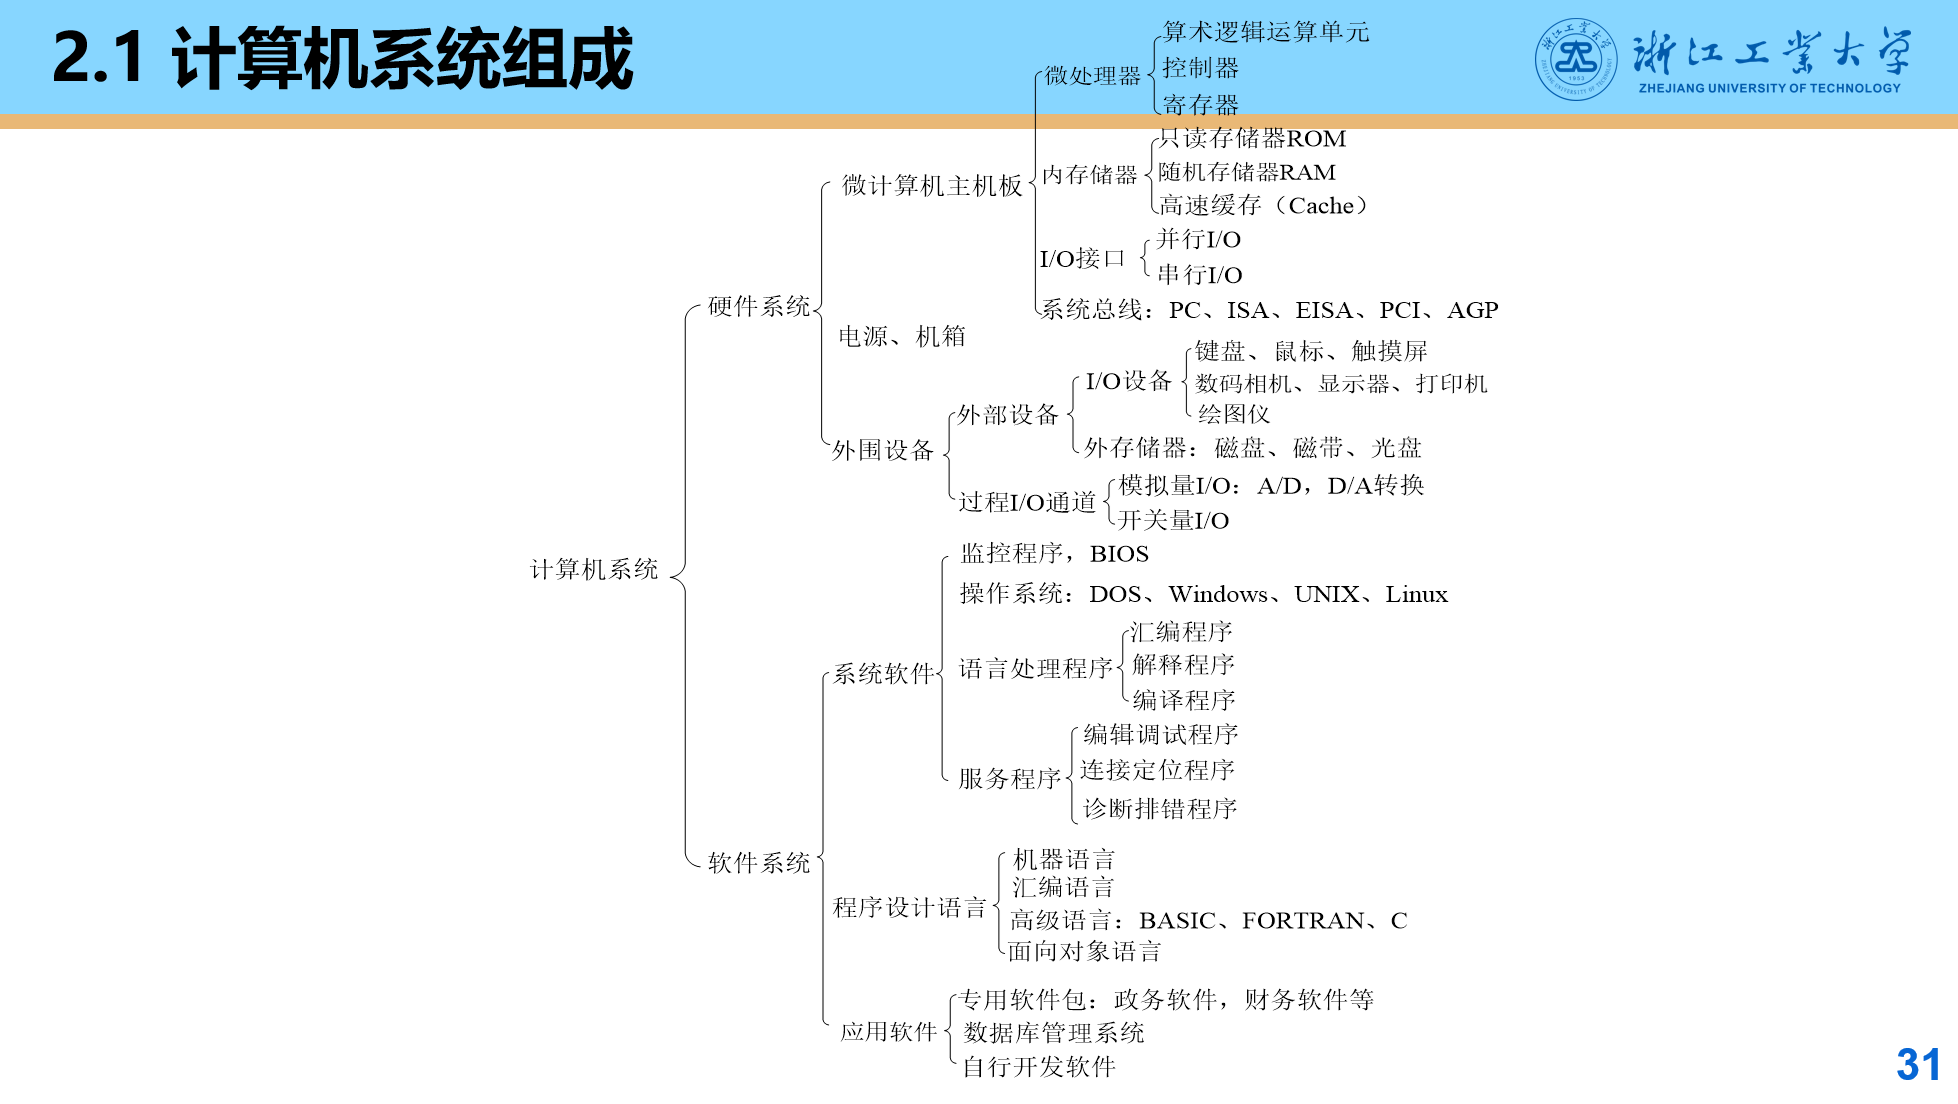 2.1 计算机系统组成
浙江工业大学
ZHEJIANG UNIVERSITY OF TECHNOLOGY
算术逻辑运算单元
微处理器
控制器
寄存器
只读存储器ROM
微计算机主机板
内存储器
随机存储器RAM
高速缓存（Cache）
并行I/O
I/O接口
串行I/O
硬件系统
系统总线：PC、ISA、EISA、PCI、AGP
电源、机箱
键盘、鼠标、触摸屏
I/O设备
数码相机、显示器、打印机
外部设备
绘图仪
外围设备
外存储器：磁盘、磁带、光盘
模拟量I/O：A/D，D/A转换
过程I/O通道
开关量I/O
监控程序，BIOS
计算机系统
操作系统：DOS、Windows、UNIX、Linux
汇编程序
系统软件
语言处理程序
解释程序
编译程序
编辑调试程序
服务程序
连接定位程序
诊断排错程序
软件系统
机器语言
汇编语言
程序设计语言
高级语言：BASIC、FORTRAN、C
面向对象语言
专用软件包：政务软件，财务软件等
应用软件
数据库管理系统
自行开发软件
31